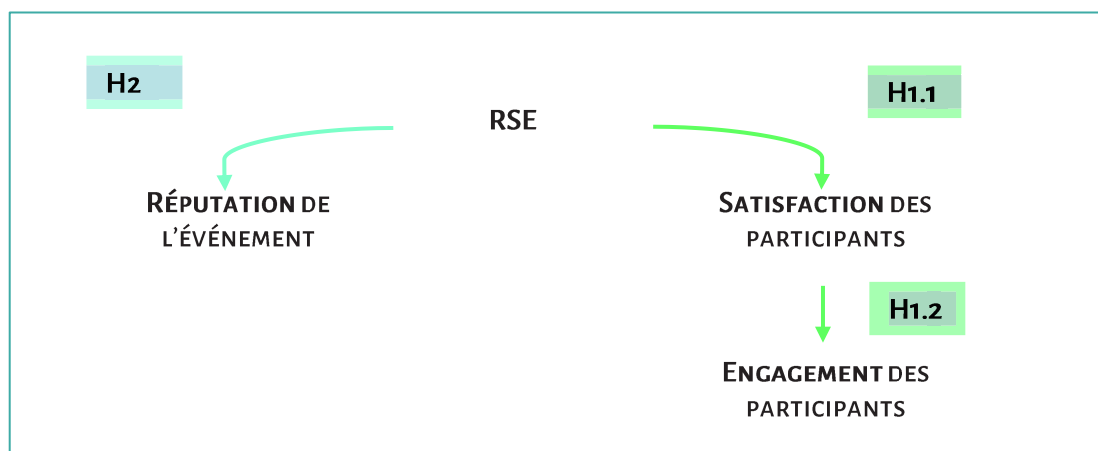 H2
H1.1
RSE
RÉPUTATION DE
L'ÉVÉNEMENT
SATISFACTION DES
PARTICIPANTS
H1.2
ENGAGEMENT DES
PARTICIPANTS